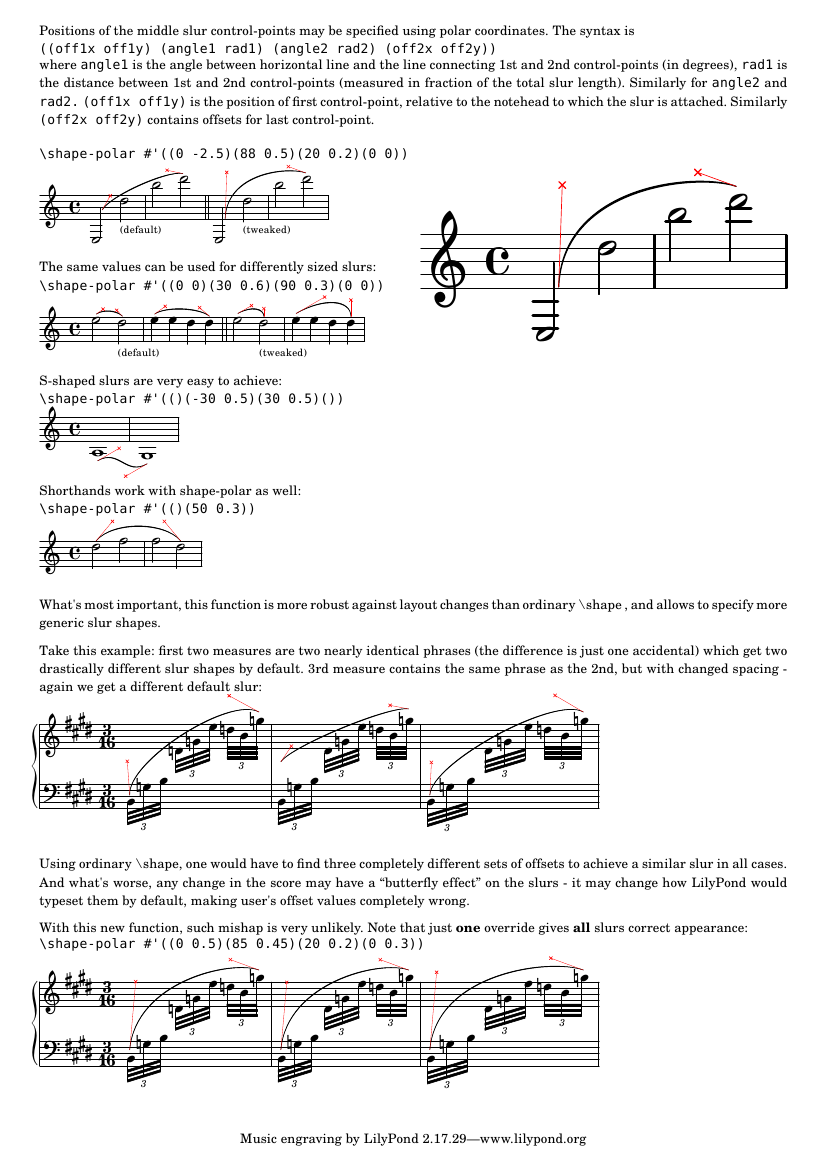 Positions of the middle slur control-points may be specified using polar coordinates. The syntax is
((off1x off1y) (angle1 rad1) (angle2 rad2) (off2x off2y))
where angle1 is the angle between horizontal line and the line connecting 1st and 2nd control-points (in degrees), rad1 is
the distance between 1st and 2nd control-points (measured in fraction of the total slur length). Similarly for angle2 and
rad2. (off1x off1y) is the position of first control-point, relative to the notehead to which the slur is attached. Similarly
(off2x off2y) contains offsets for last control-point.
\shape-polar #'((0 -2.5)(88 0.5)(20 0.2)(0 0))
(default) (tweaked)
The same values can be used for differently sized slurs:
\shape-polar #'((0 0)(30 0.6)(90 0.3)(0 0))
(default) (tweaked)
S-shaped slurs are very easy to achieve:
\shape-polar #'(()(-30 0.5)(30 0.5)())
Shorthands work with shape-polar as well:
\shape-polar #'(()(50 0.3))
What's most important, this function is more robust against layout changes than ordinary \shape , and allows to specify more
generic slur shapes.
Take this example: first two measures are two nearly identical phrases (the difference is just one accidental) which get two
drastically different slur shapes by default. 3rd measure contains the same phrase as the 2nd, but with changed spacing -
again we get a different default slur:
3 3 3
16
3 3 3
3
16
3 3 3
Using ordinary \shape, one would have to find three completely different sets of offsets to achieve a similar slur in all cases.
And what's worse, any change in the score may have a “butterfly effect” on the slurs - it may change how LilyPond would
typeset them by default, making user's offset values completely wrong.
With this new function, such mishap is very unlikely. Note that just one override gives all slurs correct appearance:
\shape-polar #'((0 0.5)(85 0.45)(20 0.2)(0 0.3))
3
16
3 3 3
3
16
3 3 3
Music engraving by LilyPond 2.17.29—www.lilypond.org